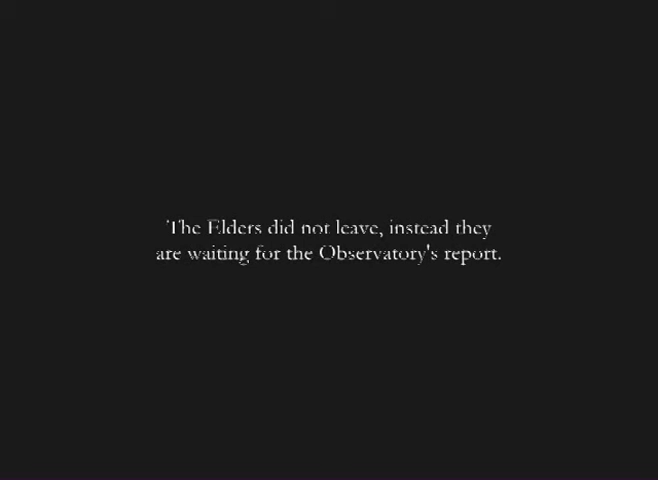 The Elders did not leave, instead they
are waiting for the Observatory's report.